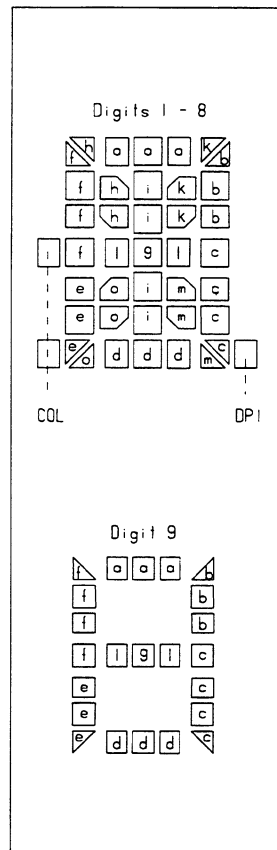 Digits 1 - 8
f h a a a k b
f h i k b
f h i k b
f l g l c
e o i m c
e o i m c
e o d d d m c
COL DP1
Digit 9
f a a a b
f b
f b
f l g l c
e c
e c
e d d d c